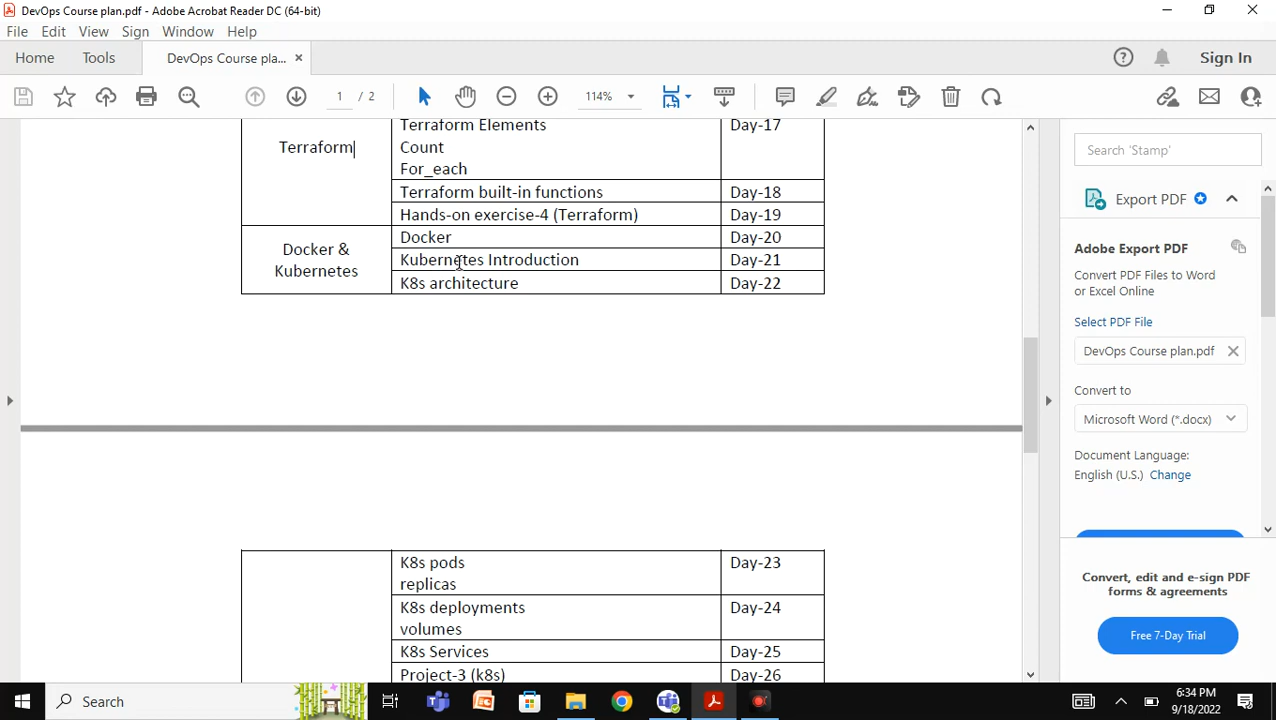 DevOps Course plan.pdf - Adobe Acrobat Reader DC (64-bit)
File Edit View Sign Window Help
Home Tools DevOps Course pla... Sign In
1 / 2 114%
Terraform
Terraform Elements Day-17
Count
For_each
Terraform built-in functions Day-18
Hands-on exercise-4 (Terraform) Day-19
Docker &
Kubernetes
Docker Day-20
Kubernetes Introduction Day-21
K8s architecture Day-22
K8s pods Day-23
replicas
K8s deployments Day-24
volumes
K8s Services Day-25
Project-3 (k8s) Day-26
Search 'Stamp'
Export PDF
Adobe Export PDF
Convert PDF Files to Word
or Excel Online
Select PDF File
DevOps Course plan.pdf
Convert to
Microsoft Word (*.docx)
Document Language:
English (U.S.) Change
Convert, edit and e-sign PDF
forms & agreements
Free 7-Day Trial
Search
6:34 PM
9/18/2022